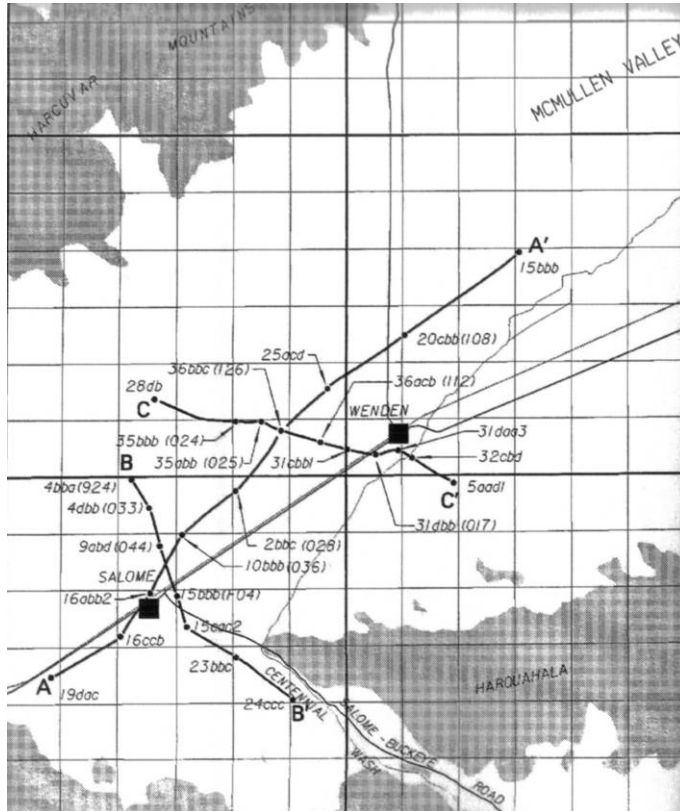 HARCUVAR
MOUNTAINS
MCMULLEN VALLEY
A'
15bbb
20cbb(108)
25acd
36bbc (126)
36acb (112)
28db
C
WENDEN
35bbb (024)
31daa3
35abb (025)
31cbb1
32cbd
B
4bba(924)
C'
5aad1
4dbb(033)
31dbb (017)
2bbc (028)
9abd(044)
10bbb(036)
SALOME
16abb2
15bbb(F04)
15cac2
16ccb
23bbc
HARQUAHALA
A
19dac
24ccc
B'
CENTENNIAL
WASH
SALOME - BUCKEYE
ROAD